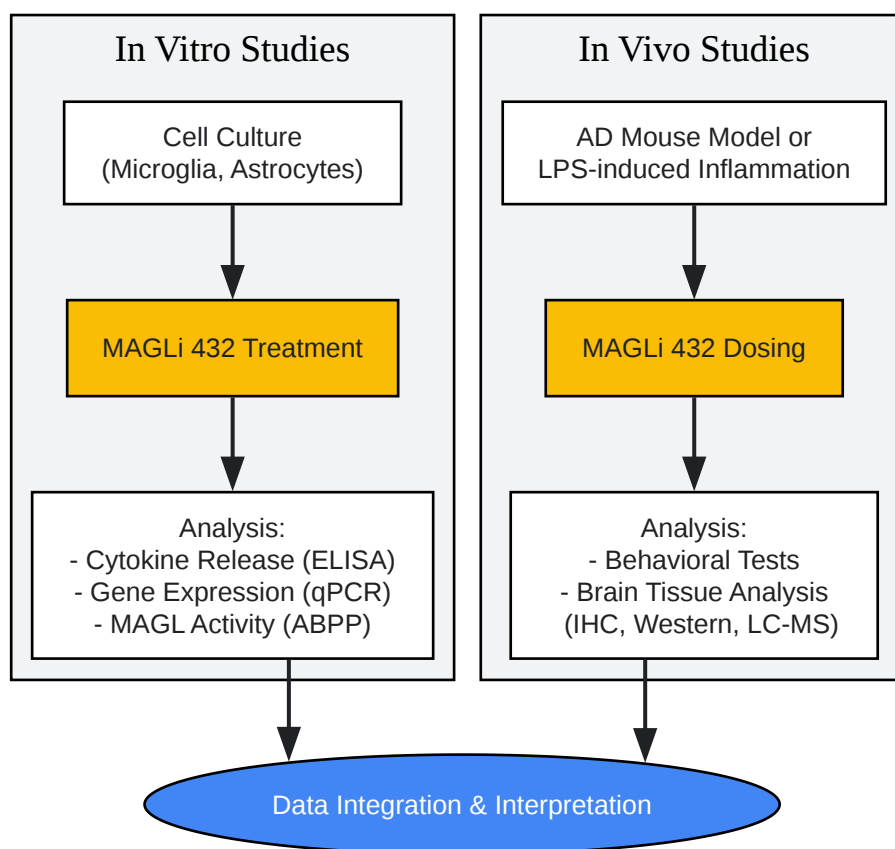 In Vitro Studies
Cell Culture
(Microglia, Astrocytes)
MAGLi 432 Treatment
Analysis:
- Cytokine Release (ELISA)
- Gene Expression (qPCR)
- MAGL Activity (ABPP)
In Vivo Studies
AD Mouse Model or
LPS-induced Inflammation
MAGLi 432 Dosing
Analysis:
- Behavioral Tests
- Brain Tissue Analysis
(IHC, Western, LC-MS)
Data Integration & Interpretation